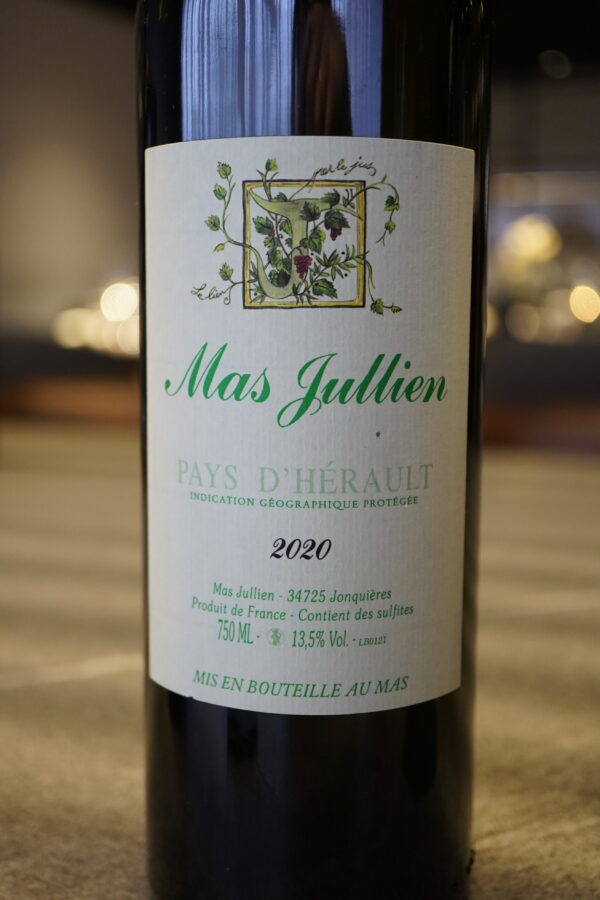 par le jus
Le lien
J
Mas Jullien
PAYS D'HÉRAULT
INDICATION GÉOGRAPHIQUE PROTÉGÉE
2020
Mas Jullien - 34725 Jonquières
Produit de France - Contient des sulfites
750 ML - 13,5% Vol. - LB0121
MIS EN BOUTEILLE AU MAS